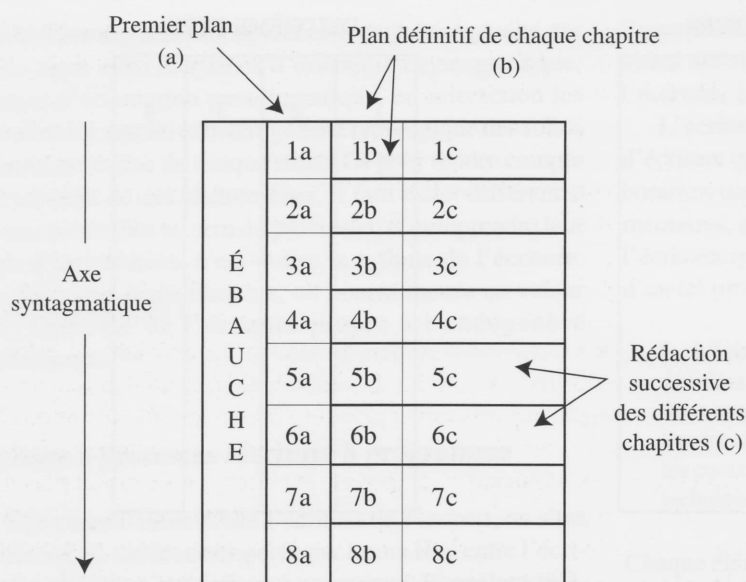 Premier plan
(a)
Plan définitif de chaque chapitre
(b)
Axe
syntagmatique
ÉBAUCHE
1a 1b 1c
2a 2b 2c
3a 3b 3c
4a 4b 4c
5a 5b 5c
6a 6b 6c
7a 7b 7c
8a 8b 8c
Rédaction
successive
des différents
chapitres (c)